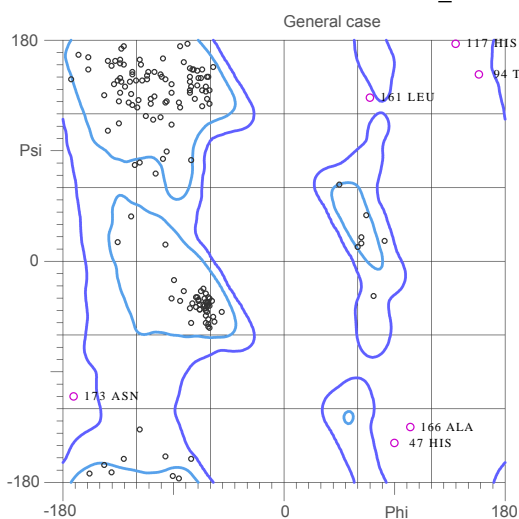 General case
180
117 HIS
94 T
161 LEU
Psi
0
173 ASN
166 ALA
47 HIS
-180
-180
0
Phi
180